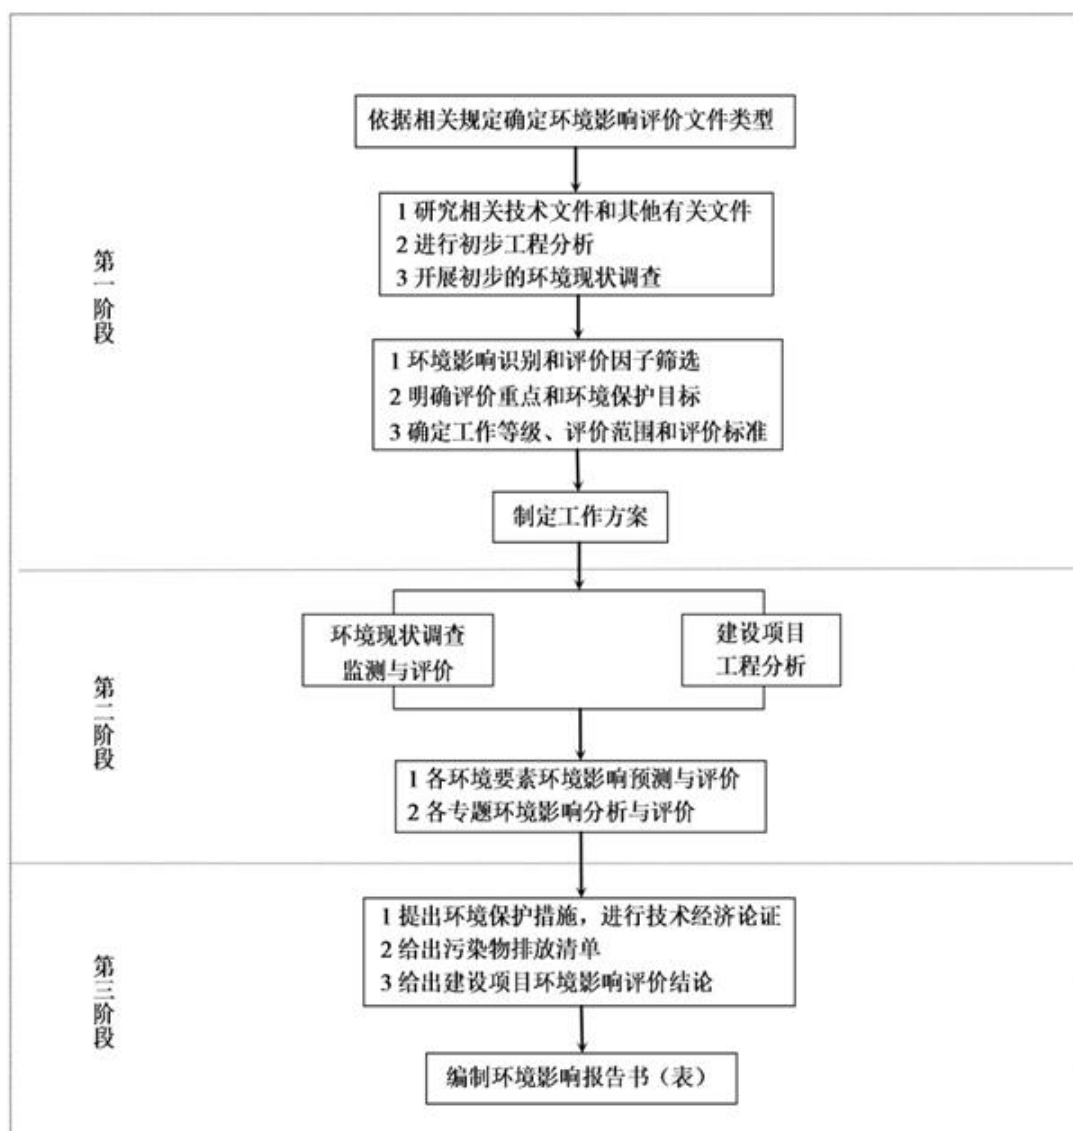 依据相关规定确定环境影响评价文件类型
1 研究相关技术文件和其他有关文件
2 进行初步工程分析
3 开展初步的环境现状调查
第一阶段
1 环境影响识别和评价因子筛选
2 明确评价重点和环境保护目标
3 确定工作等级、评价范围和评价标准
制定工作方案
环境现状调查
监测与评价
建设项目
工程分析
第二阶段
1 各环境要素环境影响预测与评价
2 各专题环境影响分析与评价
第三阶段
1 提出环境保护措施，进行技术经济论证
2 给出污染物排放清单
3 给出建设项目环境影响评价结论
编制环境影响报告书（表）